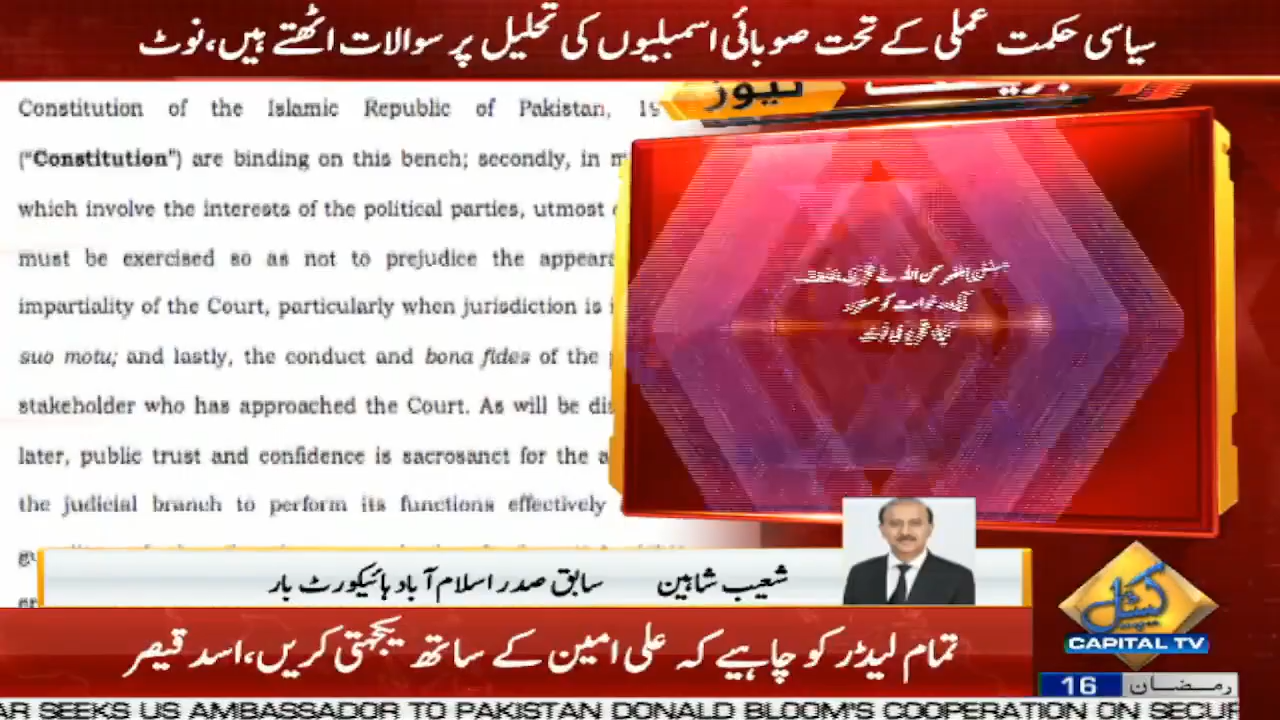 سیاسی حکمت عملی کے تحت صوبائی اسمبلیوں کی تحلیل پر سوالات اٹھتے ہیں،نوٹ
نیوز
Constitution of the Islamic Republic of Pakistan, 19
("Constitution") are binding on this bench; secondly, in m
which involve the interests of the political parties, utmost
must be exercised so as not to prejudice the appear
impartiality of the Court, particularly when jurisdiction is
suo motu; and lastly, the conduct and bona fides of the
stakeholder who has approached the Court. As will be dis
later, public trust and confidence is sacrosanct for the a
the judicial branch to perform its functions effectively
شعیب شاہین سابق صدر اسلام آباد ہائیکورٹ بار
تمام لیڈر کو چاہیے کہ علی امین کے ساتھ یکجہتی کریں،اسد قیصر
کیپیٹل
CAPITAL TV
16 رمضان
AR SEEKS US AMBASSADOR TO PAKISTAN DONALD BLOOM'S COOPERATION ON SECUR